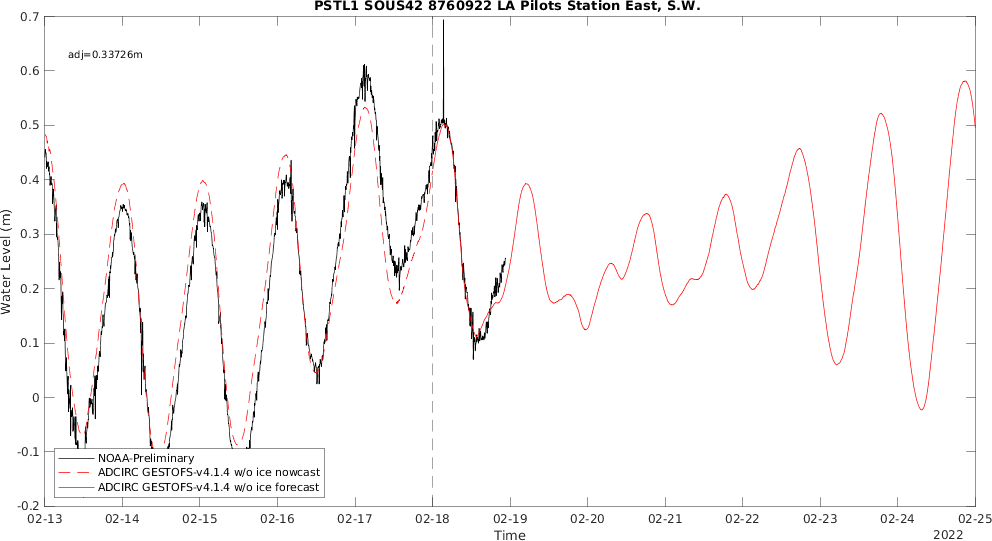 PSTL1 SOUS42 8760922 LA Pilots Station East, S.W.
adj=0.33726m
Water Level (m)
0.7
0.6
0.5
0.4
0.3
0.2
0.1
0
-0.1
-0.2
NOAA-Preliminary
ADCIRC GESTOFS-v4.1.4 w/o ice nowcast
ADCIRC GESTOFS-v4.1.4 w/o ice forecast
02-13 02-14 02-15 02-16 02-17 02-18 02-19 02-20 02-21 02-22 02-23 02-24 02-25
Time
2022